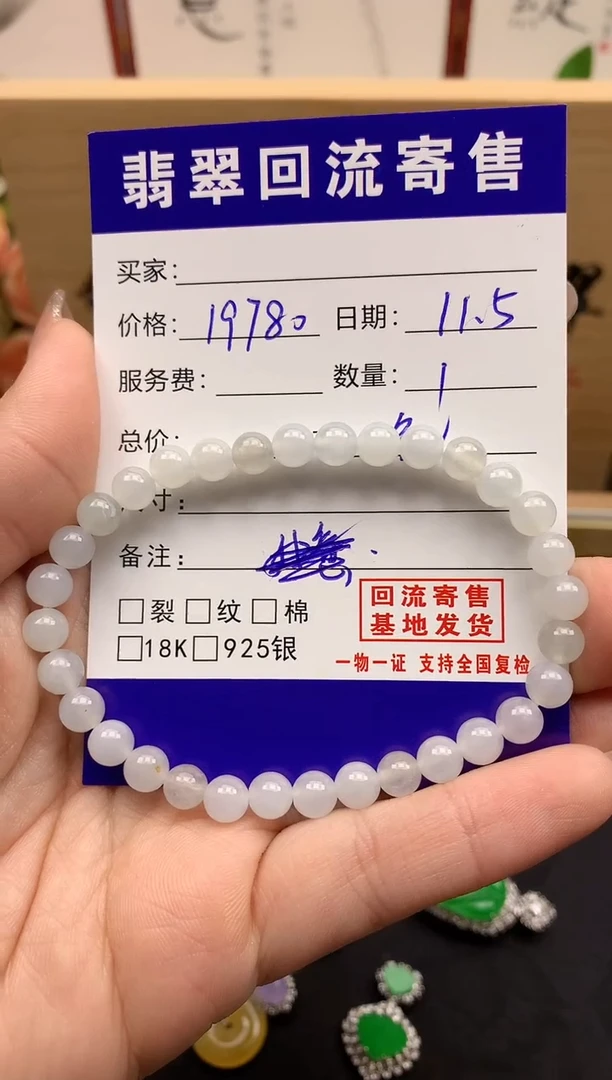 翡翠回流寄售
买家:
价格: 19780 日期: 11.5
服务费: 数量: 1
总价:
寸:
备注:
裂 纹 棉
18K 925银
回流寄售
基地发货
一物一证 支持全国复检